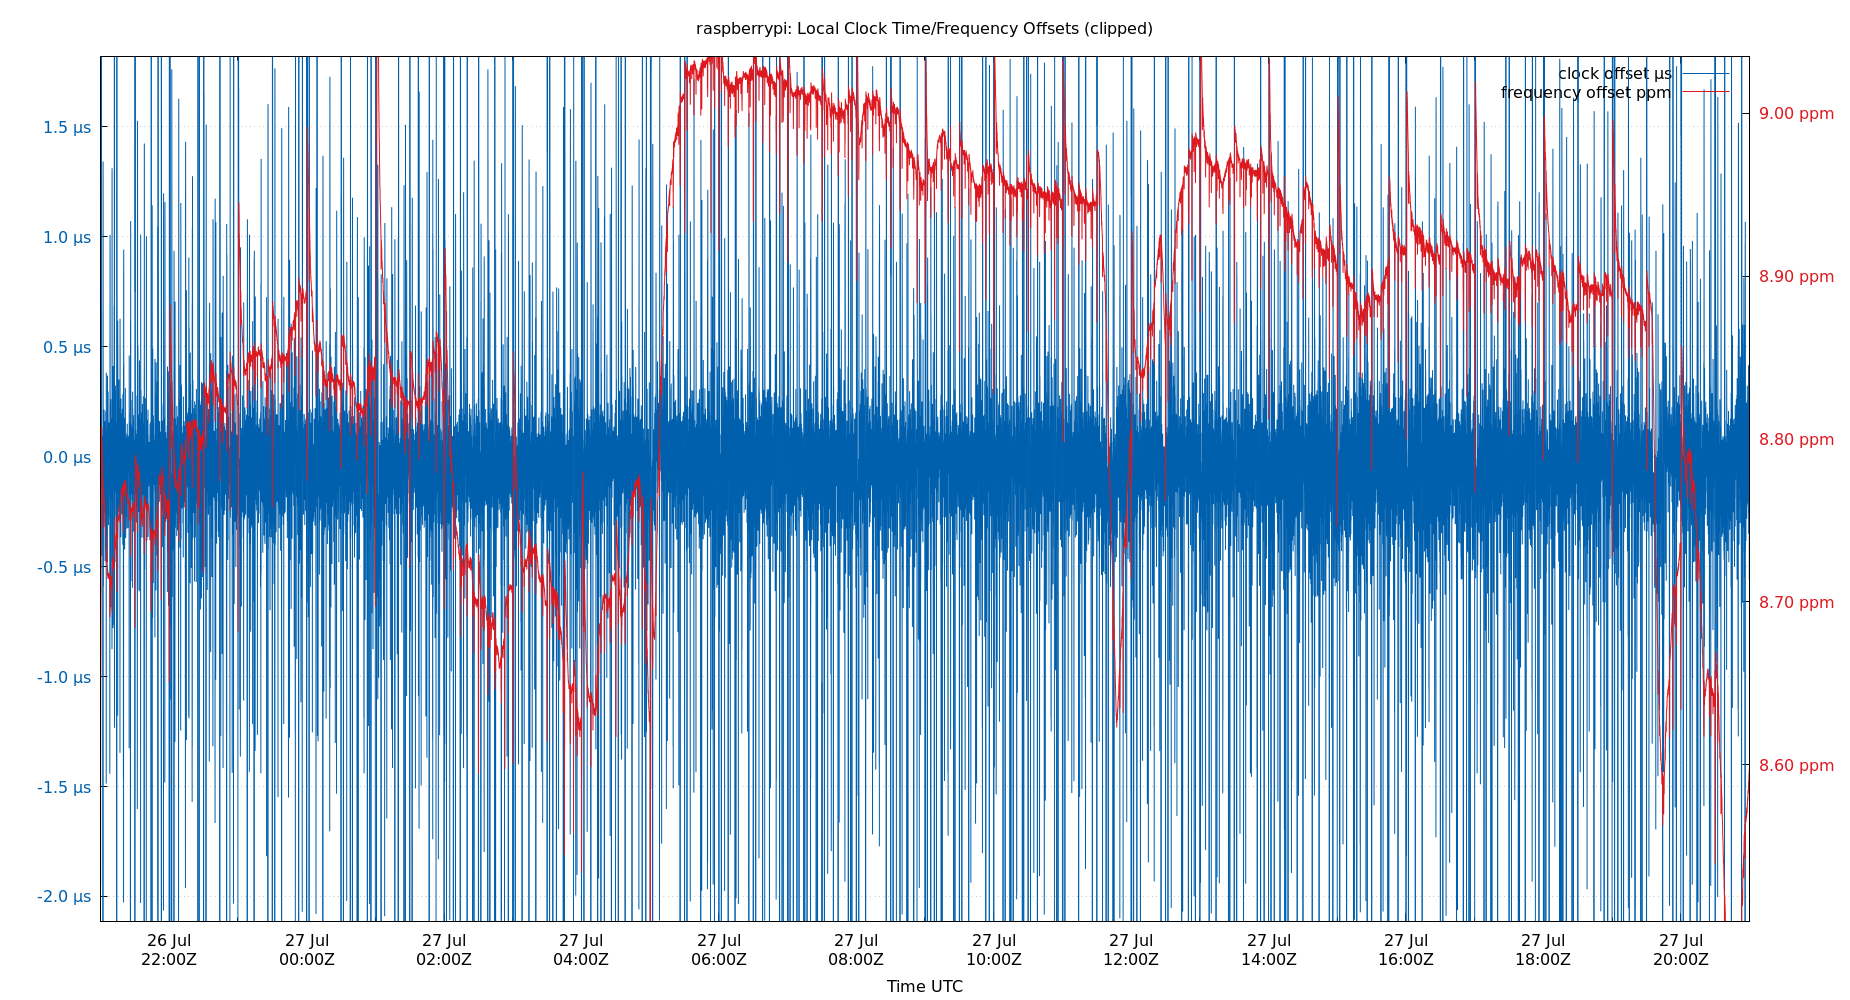 raspberrypi: Local Clock Time/Frequency Offsets (clipped)
clock offset µs
frequency offset ppm
1.5 µs
1.0 µs
0.5 µs
0.0 µs
-0.5 µs
-1.0 µs
-1.5 µs
-2.0 µs
9.00 ppm
8.90 ppm
8.80 ppm
8.70 ppm
8.60 ppm
26 Jul 27 Jul 27 Jul 27 Jul 27 Jul 27 Jul 27 Jul 27 Jul 27 Jul 27 Jul 27 Jul 27 Jul
22:00Z 00:00Z 02:00Z 04:00Z 06:00Z 08:00Z 10:00Z 12:00Z 14:00Z 16:00Z 18:00Z 20:00Z
Time UTC